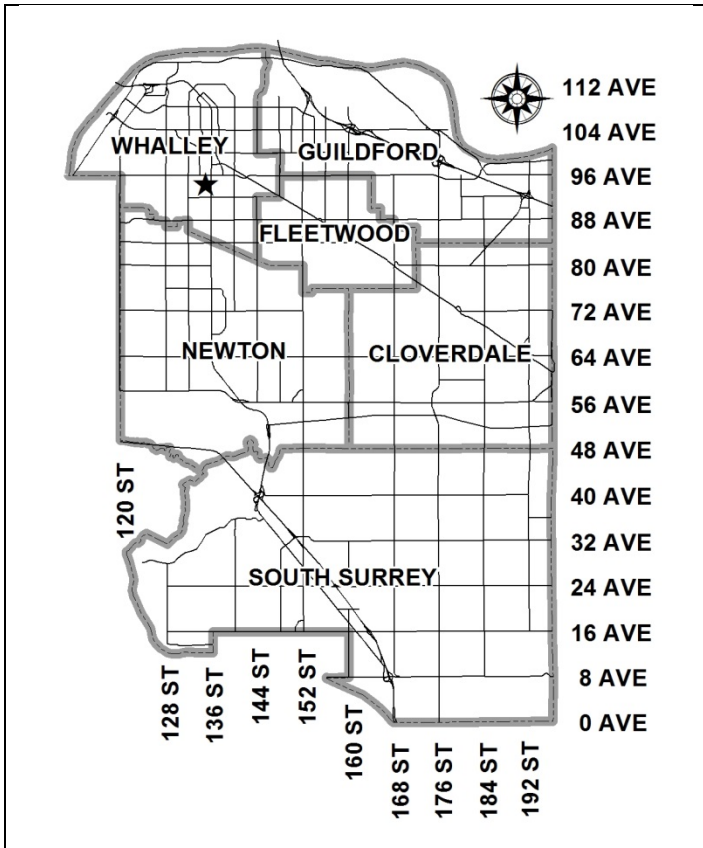 112 AVE
104 AVE
WHALLEY
GUILDFORD
96 AVE
88 AVE
FLEETWOOD
80 AVE
72 AVE
NEWTON
CLOVERDALE
64 AVE
56 AVE
48 AVE
120 ST
40 AVE
32 AVE
SOUTH SURREY
24 AVE
16 AVE
128 ST
136 ST
144 ST
152 ST
160 ST
8 AVE
0 AVE
168 ST
176 ST
184 ST
192 ST